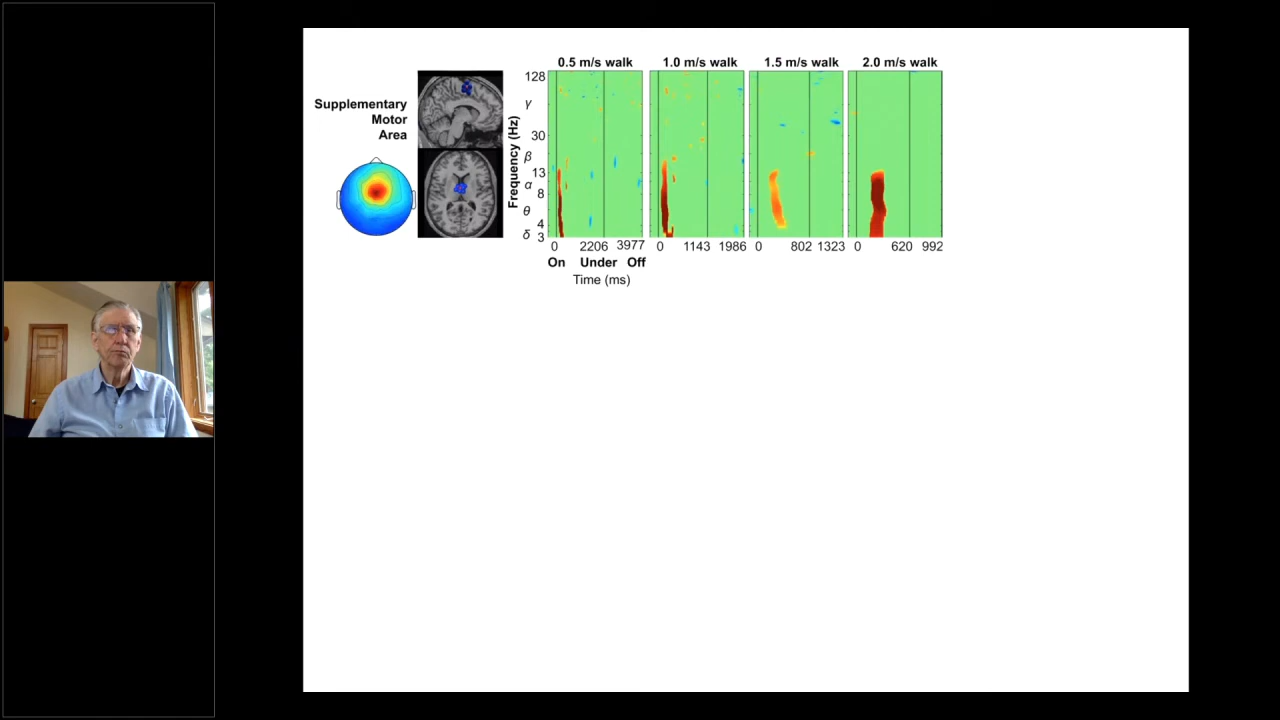 0.5 m/s walk 1.0 m/s walk 1.5 m/s walk 2.0 m/s walk
Supplementary
Motor
Area
Frequency (Hz)
128
γ
30
β
13
α
8
θ
4
δ
3
0 2206 3977 0 1143 1986 0 802 1323 0 620 992
On Under Off
Time (ms)